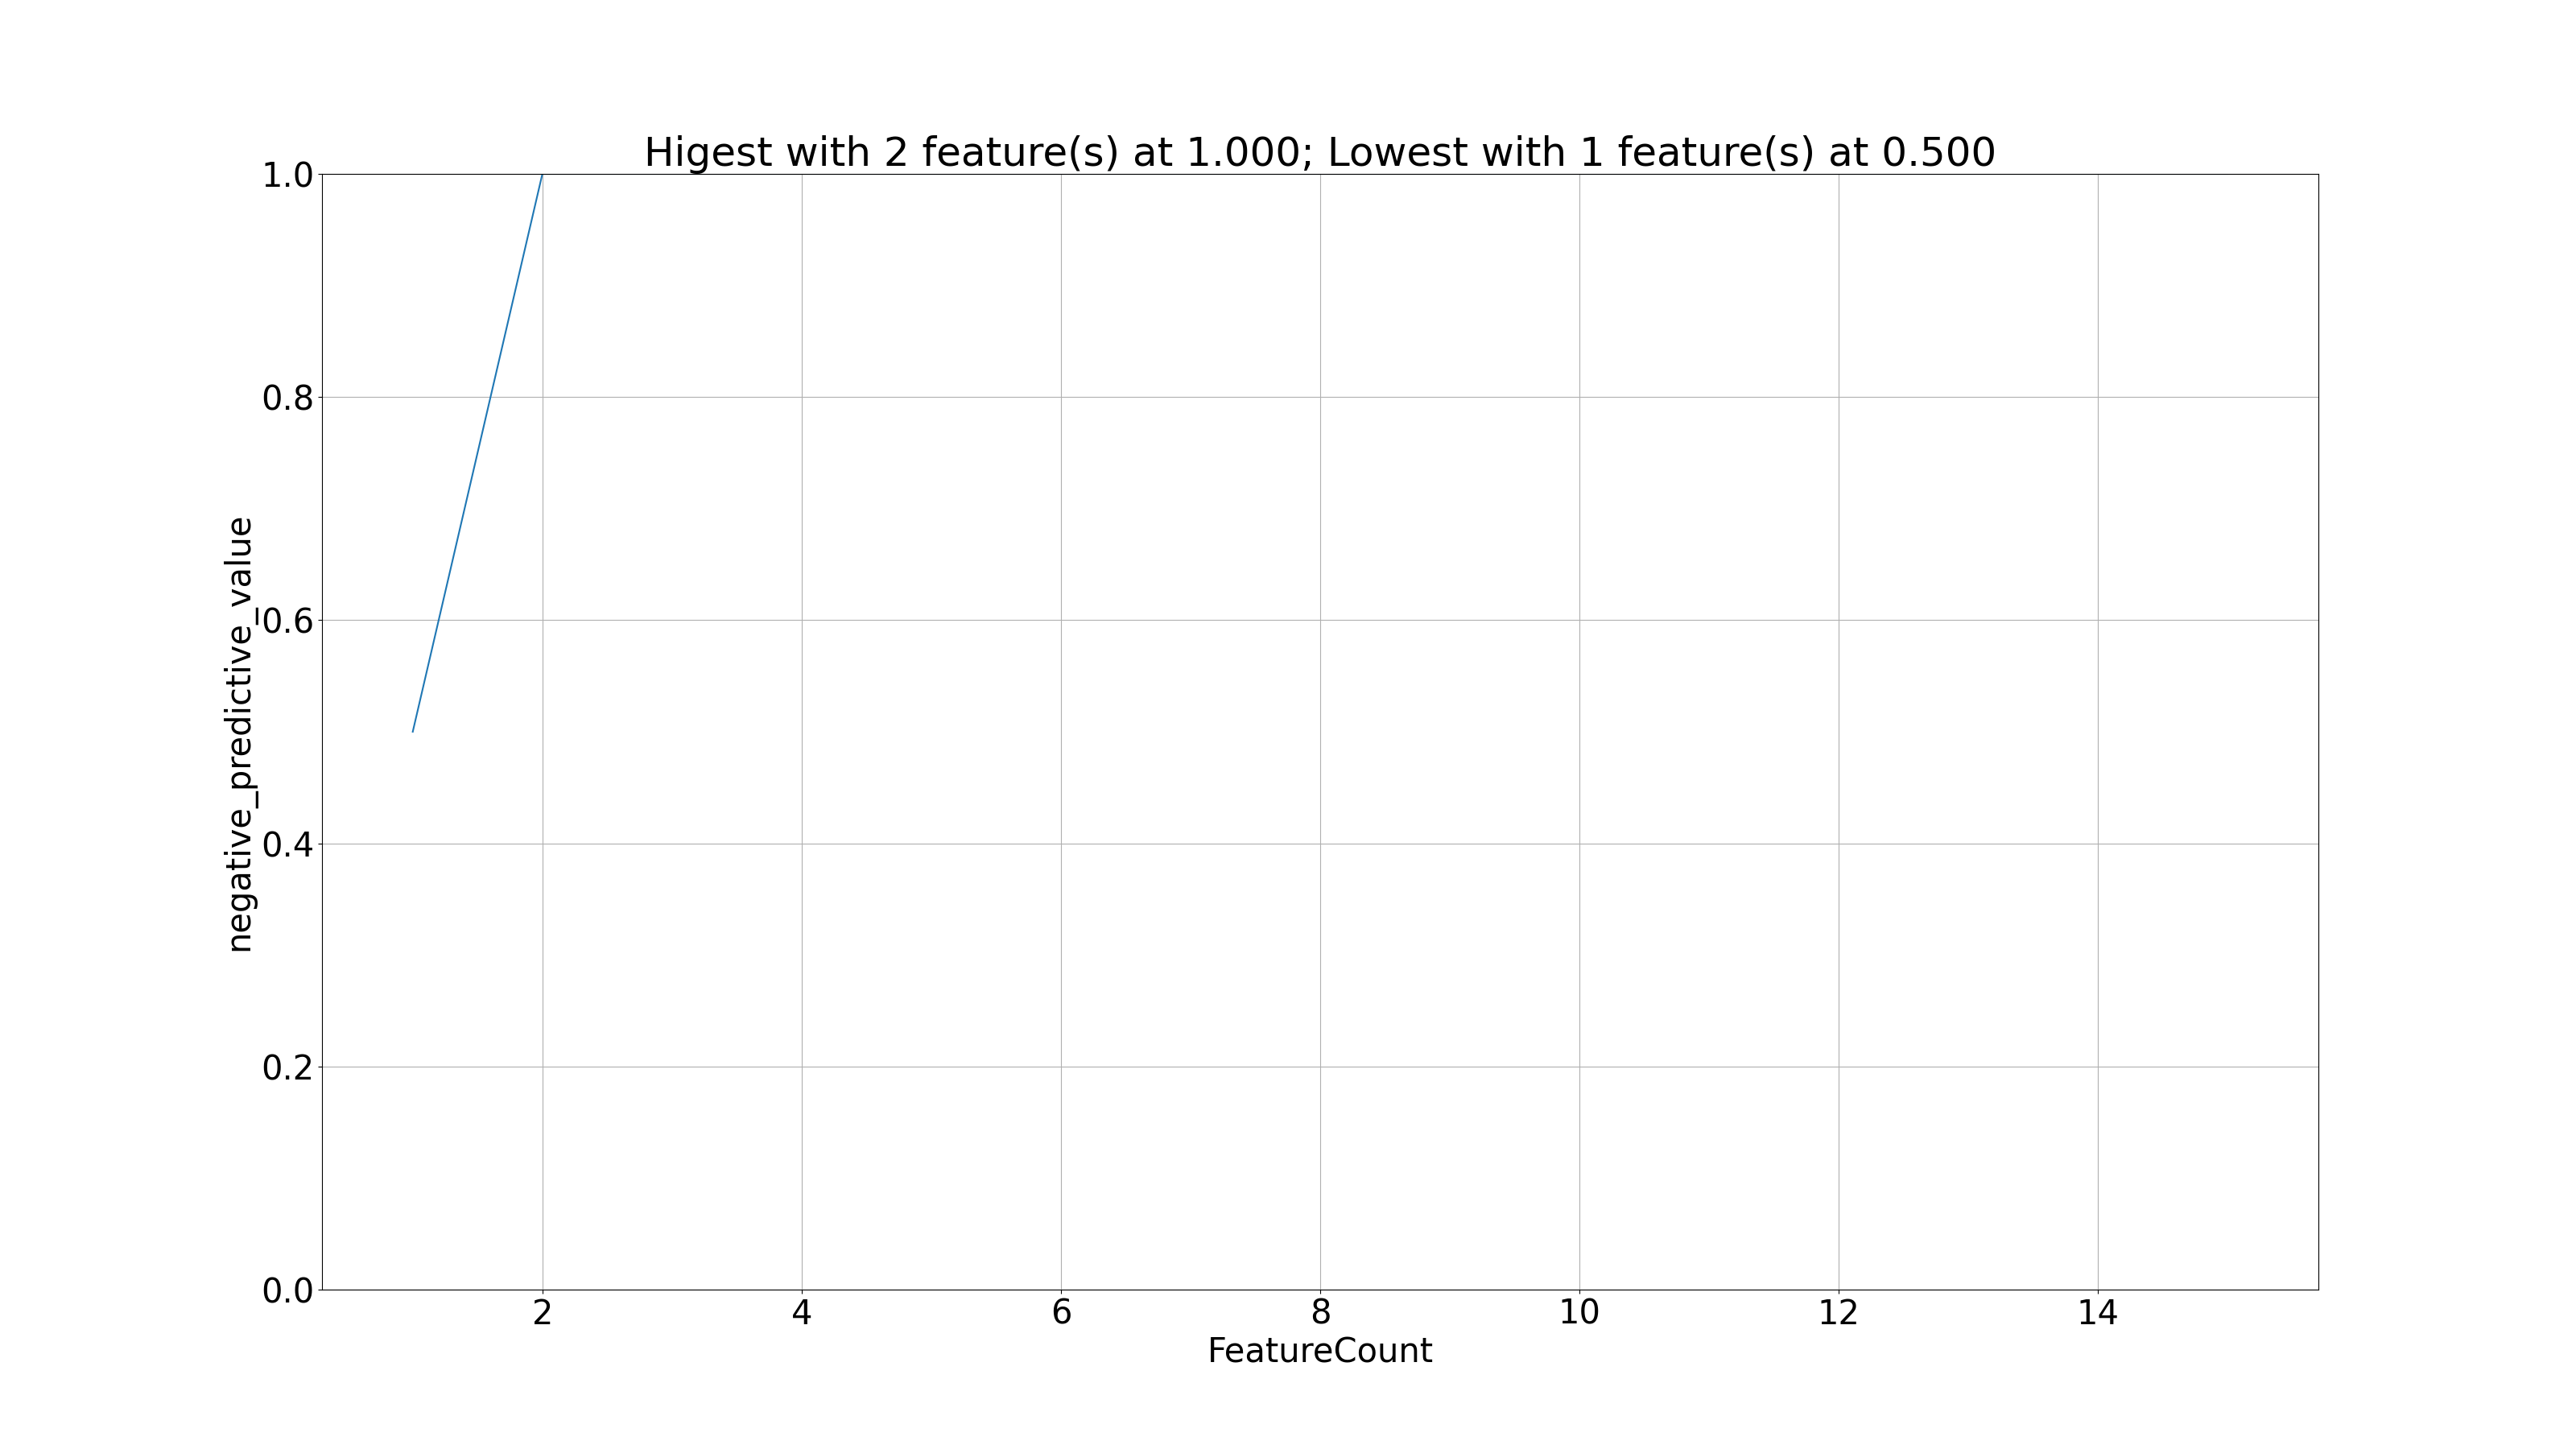 Higest with 2 feature(s) at 1.000; Lowest with 1 feature(s) at 0.500
1.0
0.8
0.6
0.4
0.2
0.0
negative_predictive_value
2 4 6 8 10 12 14
FeatureCount